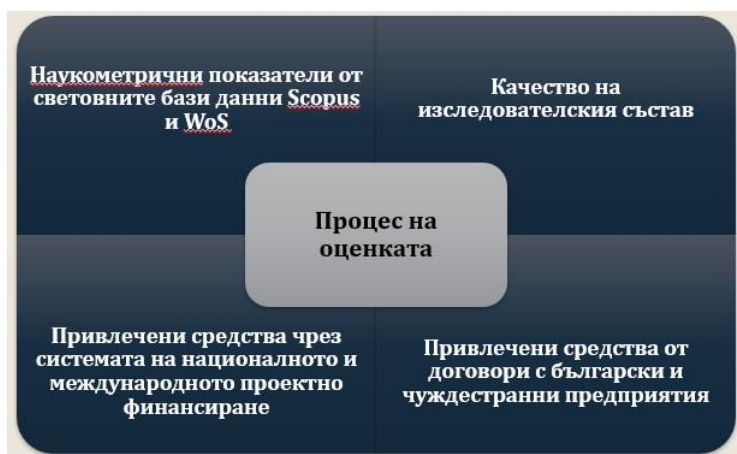 Наукометрични показатели от
световните бази данни Scopus
и WoS
Качество на
изследователския състав
Процес на
оценката
Привлечени средства чрез
системата на националното и
международното проектно
финансиране
Привлечени средства от
договори с български и
чуждестранни предприятия